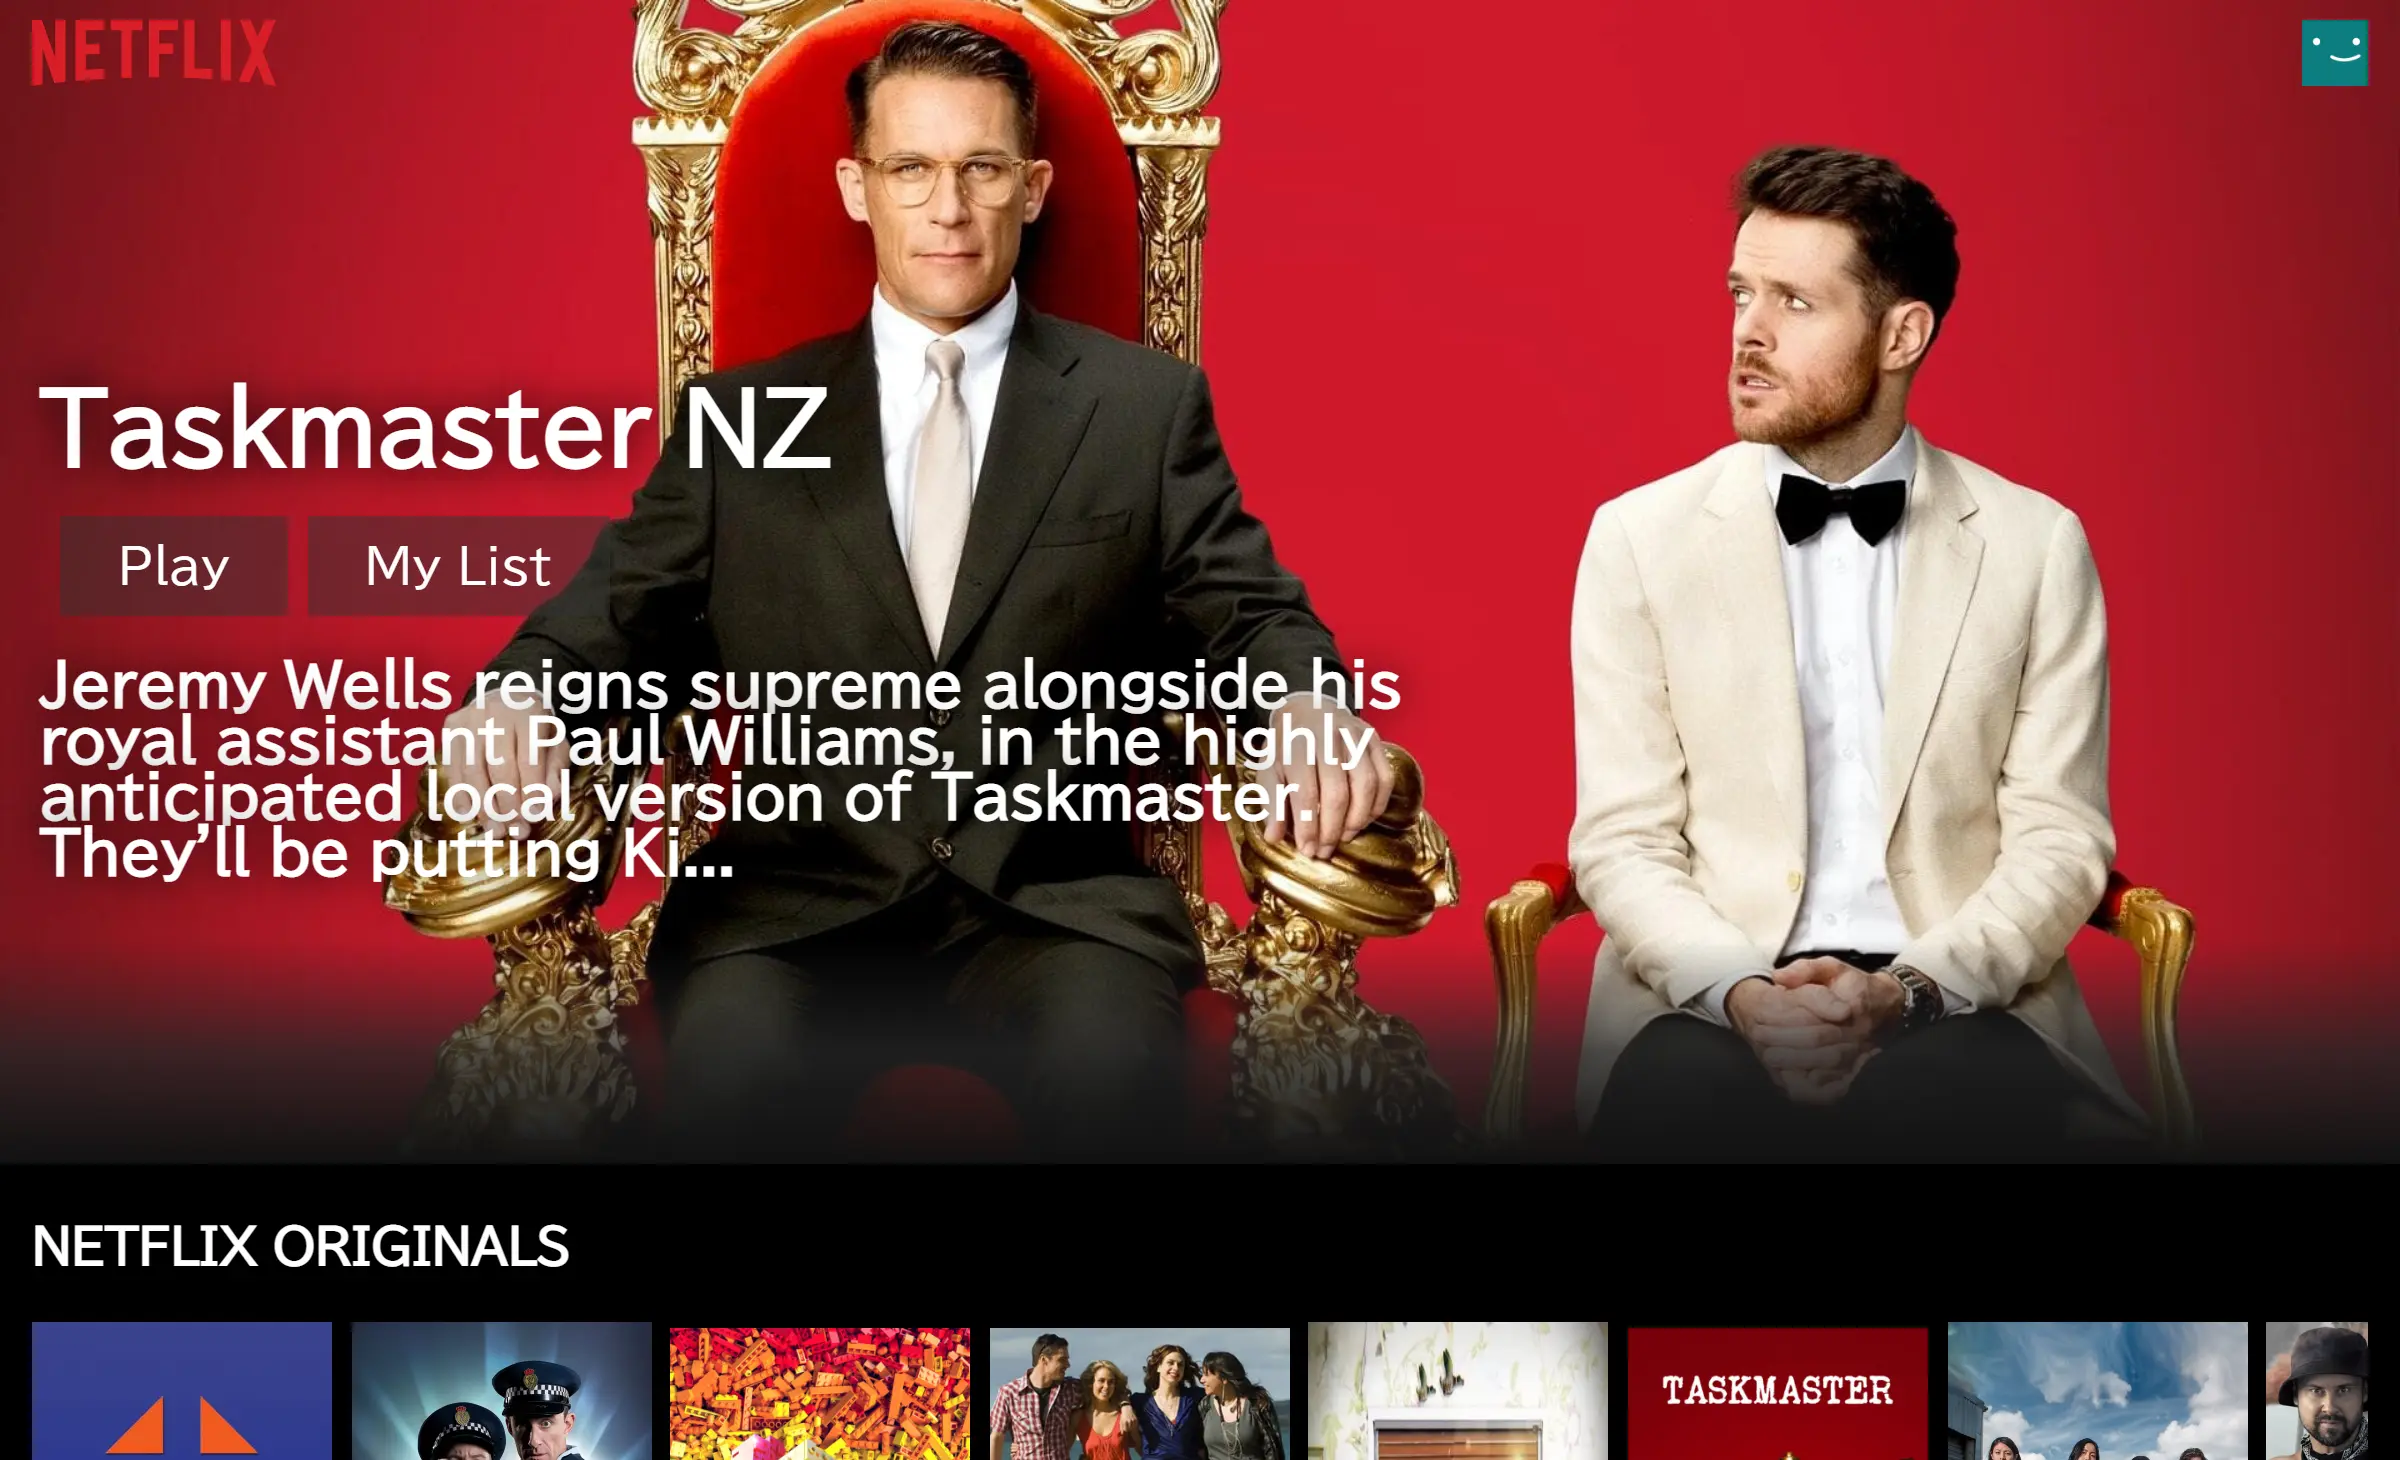 NETFLIX
Taskmaster NZ
Play
My List
Jeremy Wells reigns supreme alongside his
royal assistant Paul Williams, in the highly
anticipated local version of Taskmaster.
They'll be putting Ki...
NETFLIX ORIGINALS
TASKMASTER